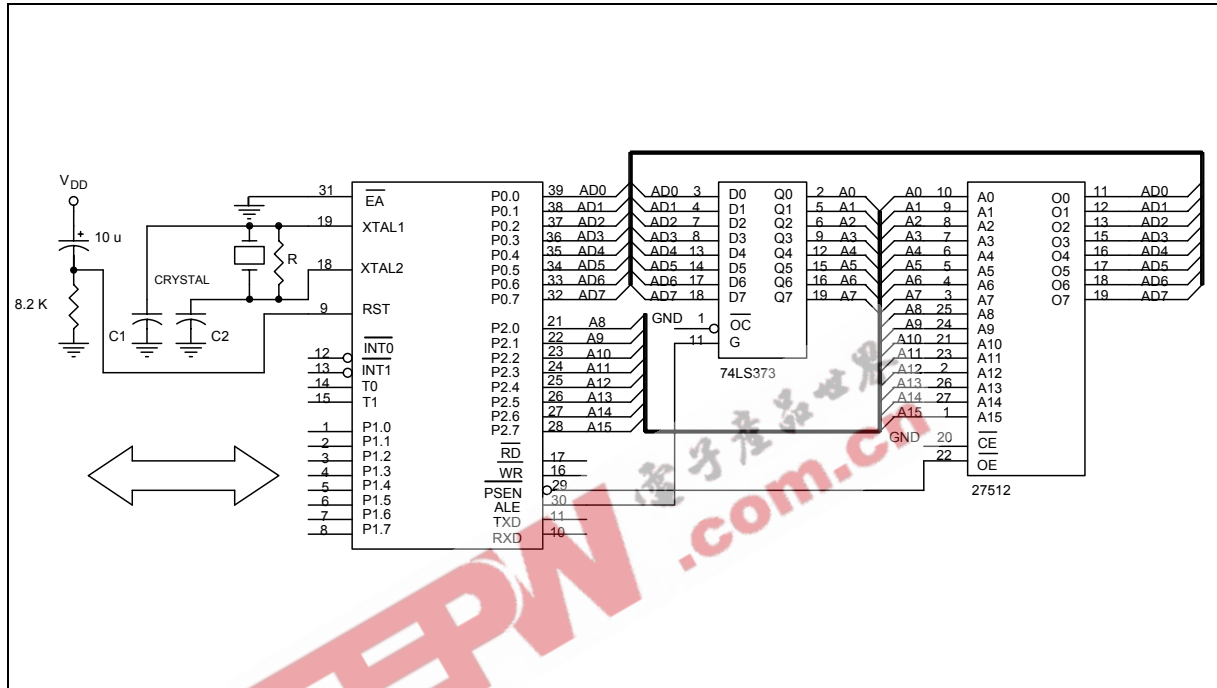 VDD
10 u
8.2 K
CRYSTAL
C1
C2
R
31 EA
19 XTAL1
18 XTAL2
9 RST
12 INT0
13 INT1
14 T0
15 T1
1 P1.0
2 P1.1
3 P1.2
4 P1.3
5 P1.4
6 P1.5
7 P1.6
8 P1.7
P0.0 39 AD0
P0.1 38 AD1
P0.2 37 AD2
P0.3 36 AD3
P0.4 35 AD4
P0.5 34 AD5
P0.6 33 AD6
P0.7 32 AD7
P2.0 21 A8
P2.1 22 A9
P2.2 23 A10
P2.3 24 A11
P2.4 25 A12
P2.5 26 A13
P2.6 27 A14
P2.7 28 A15
RD 17
WR 16
PSEN 29
ALE 30
TXD 11
RXD 10
AD0 3 D0 Q0 2 A0
AD1 4 D1 Q1 5 A1
AD2 7 D2 Q2 6 A2
AD3 8 D3 Q3 9 A3
AD4 13 D4 Q4 12 A4
AD5 14 D5 Q5 15 A5
AD6 17 D6 Q6 16 A6
AD7 18 D7 Q7 19 A7
GND 1 OC
11 G
74LS373
A0 10 A0 O0 11 AD0
A1 9 A1 O1 12 AD1
A2 8 A2 O2 13 AD2
A3 7 A3 O3 15 AD3
A4 6 A4 O4 16 AD4
A5 5 A5 O5 17 AD5
A6 4 A6 O6 18 AD6
A7 3 A7 O7 19 AD7
A8 25 A8
A9 24 A9
A10 21 A10
A11 23 A11
A12 2 A12
A13 26 A13
A14 27 A14
A15 1 A15
GND 20 CE
22 OE
27512
電子產品世界
EEPW .com.cn